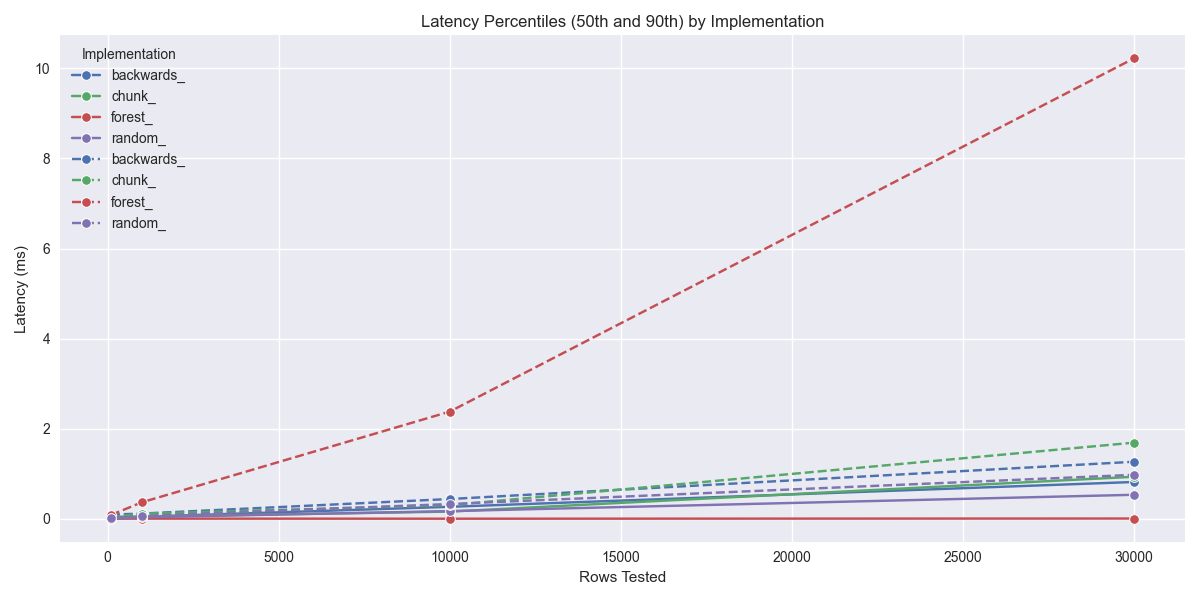 Latency Percentiles (50th and 90th) by Implementation
Implementation
backwards_
chunk_
forest_
random_
backwards_
chunk_
forest_
random_
10
8
6
4
2
0
Latency (ms)
0 5000 10000 15000 20000 25000 30000
Rows Tested